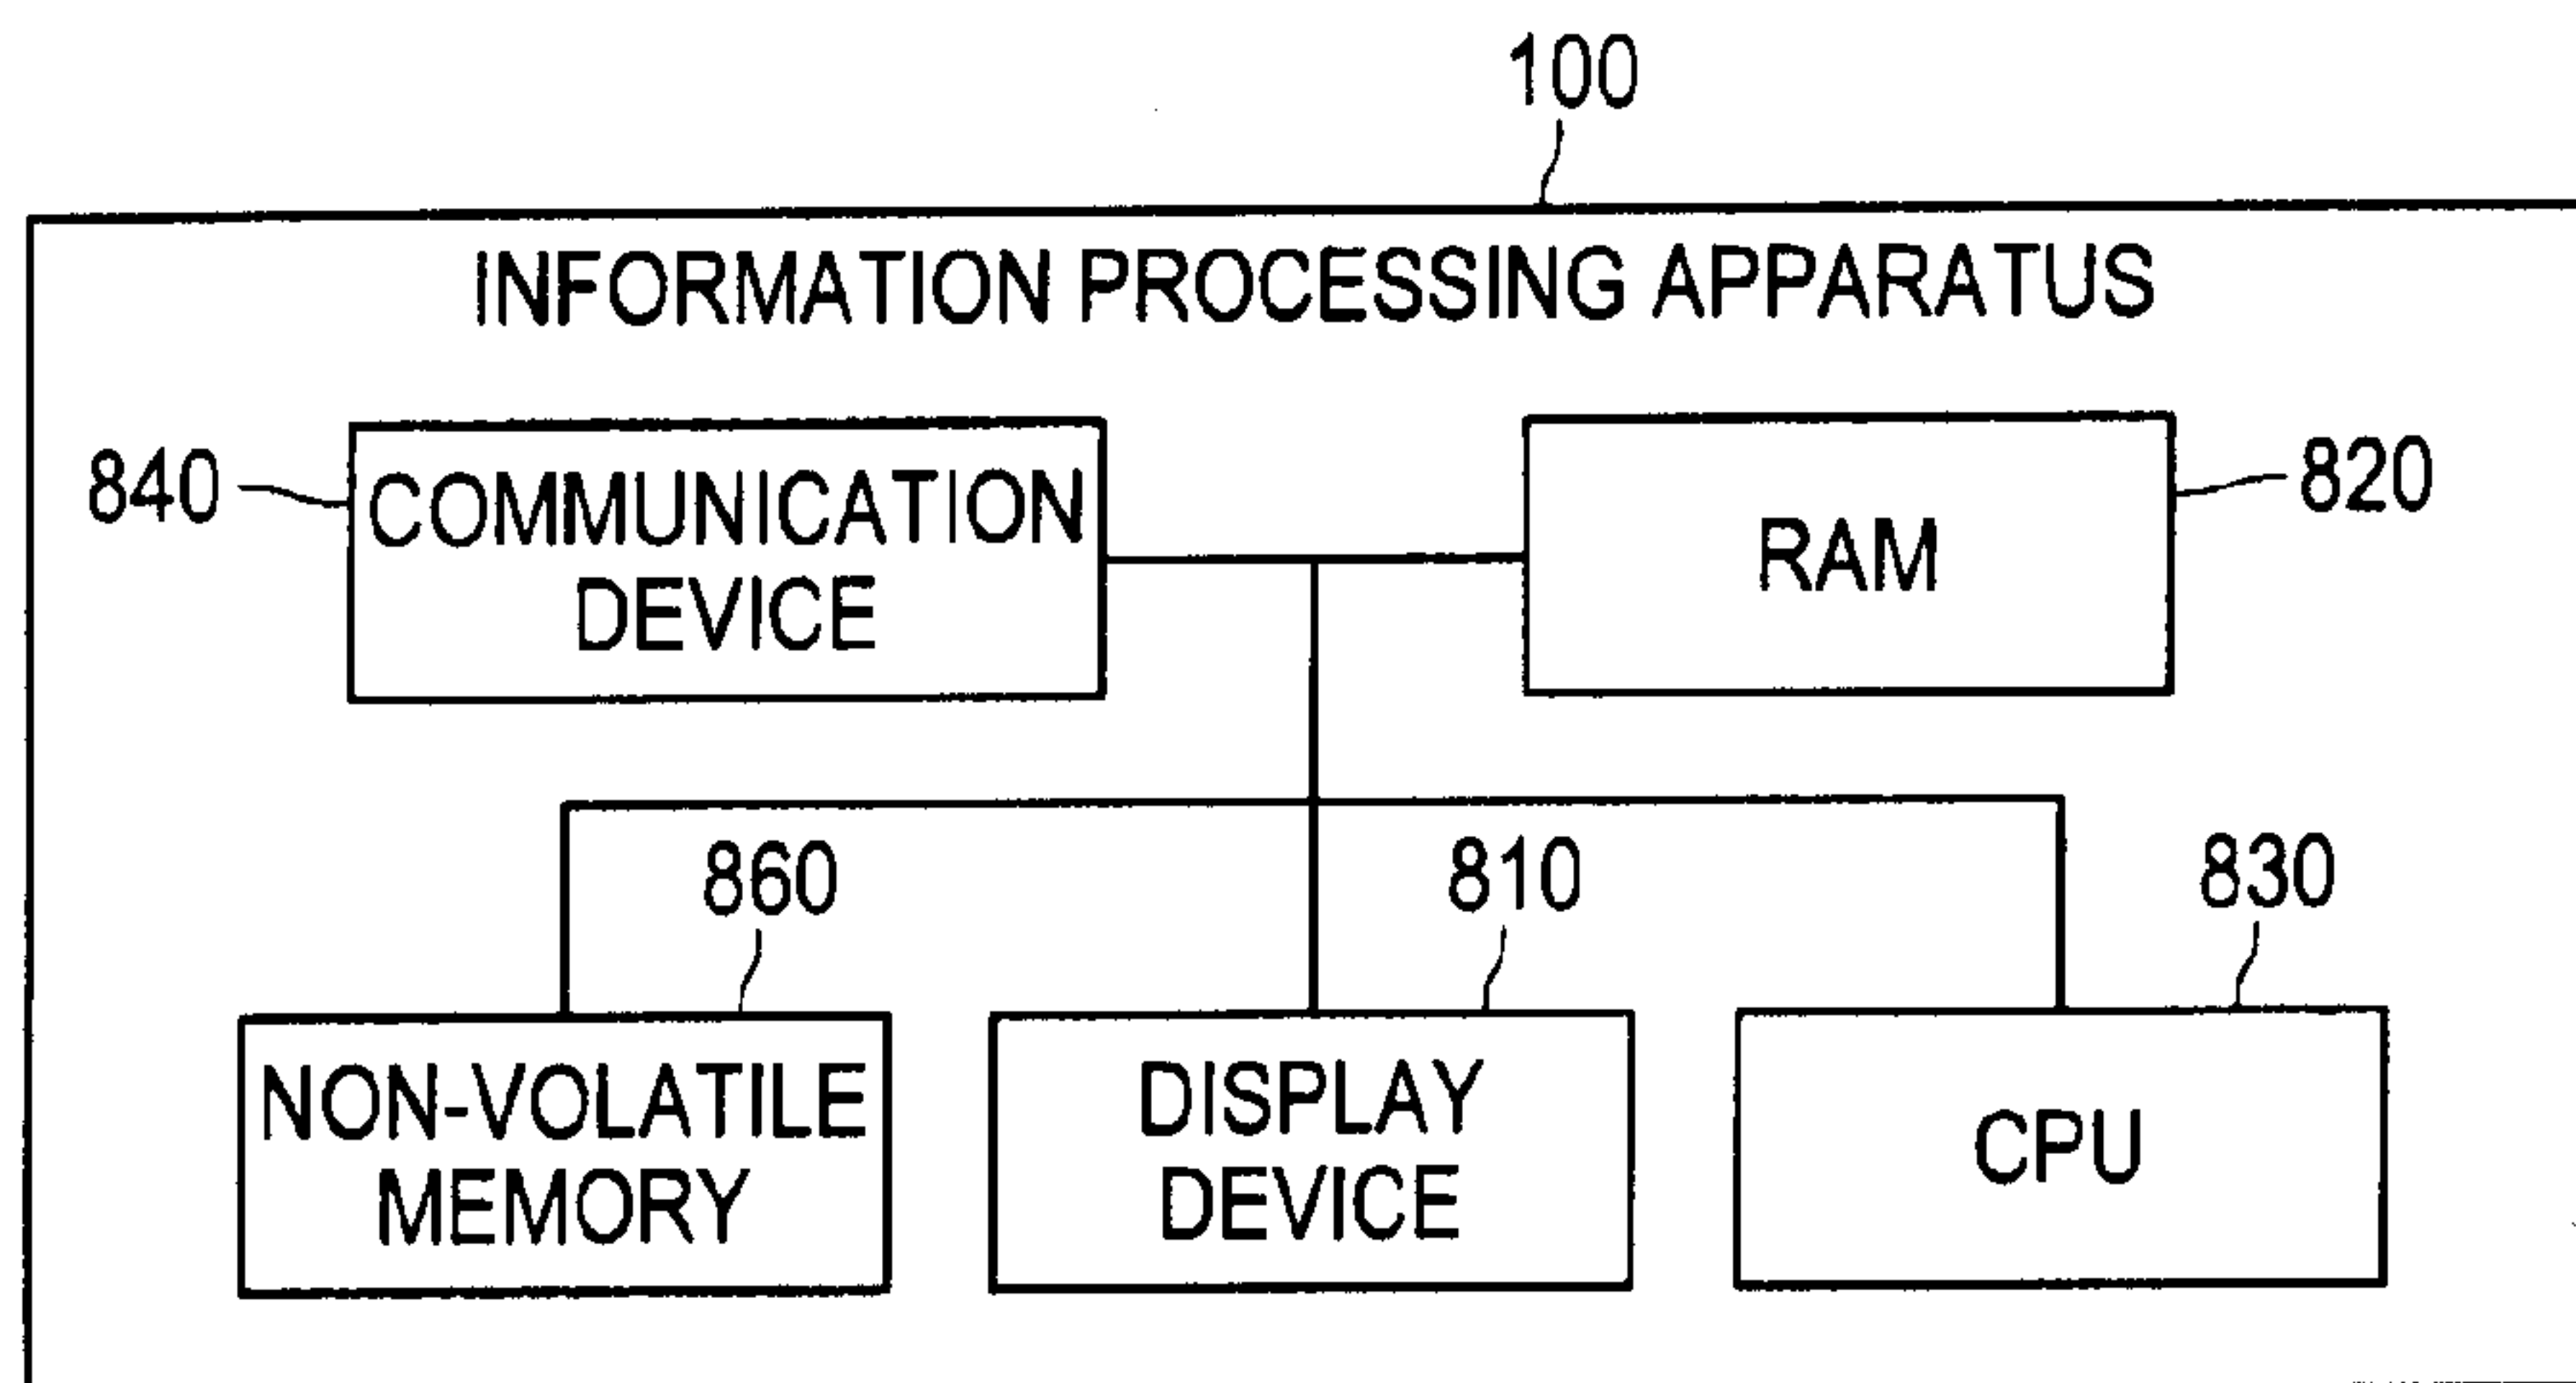 100
INFORMATION PROCESSING APPARATUS
840
COMMUNICATION
DEVICE
RAM
820
860
810
830
NON-VOLATILE
MEMORY
DISPLAY
DEVICE
CPU